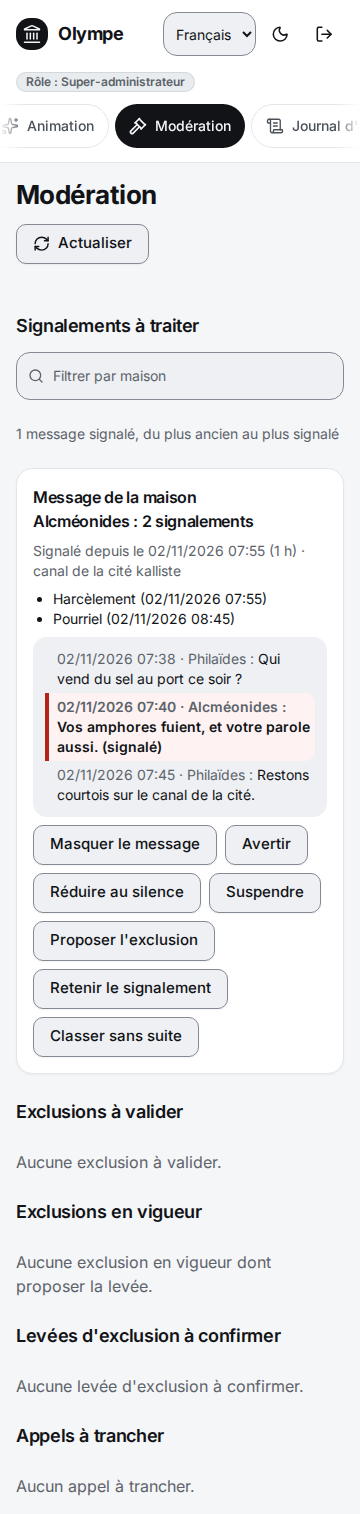 Olympe
Français
Rôle : Super-administrateur
Animation
Modération
Journal d'
Modération
Actualiser
Signalements à traiter
Filtrer par maison
1 message signalé, du plus ancien au plus signalé
Message de la maison
Alcméonides : 2 signalements
Signalé depuis le 02/11/2026 07:55 (1 h) ·
canal de la cité kalliste
• Harcèlement (02/11/2026 07:55)
• Pourriel (02/11/2026 08:45)
02/11/2026 07:38 · Philaïdes : Qui
vend du sel au port ce soir ?
02/11/2026 07:40 · Alcméonides :
Vos amphores fuient, et votre parole
aussi. (signalé)
02/11/2026 07:45 · Philaïdes : Restons
courtois sur le canal de la cité.
Masquer le message
Avertir
Réduire au silence
Suspendre
Proposer l'exclusion
Retenir le signalement
Classer sans suite
Exclusions à valider
Aucune exclusion à valider.
Exclusions en vigueur
Aucune exclusion en vigueur dont
proposer la levée.
Levées d'exclusion à confirmer
Aucune levée d'exclusion à confirmer.
Appels à trancher
Aucun appel à trancher.